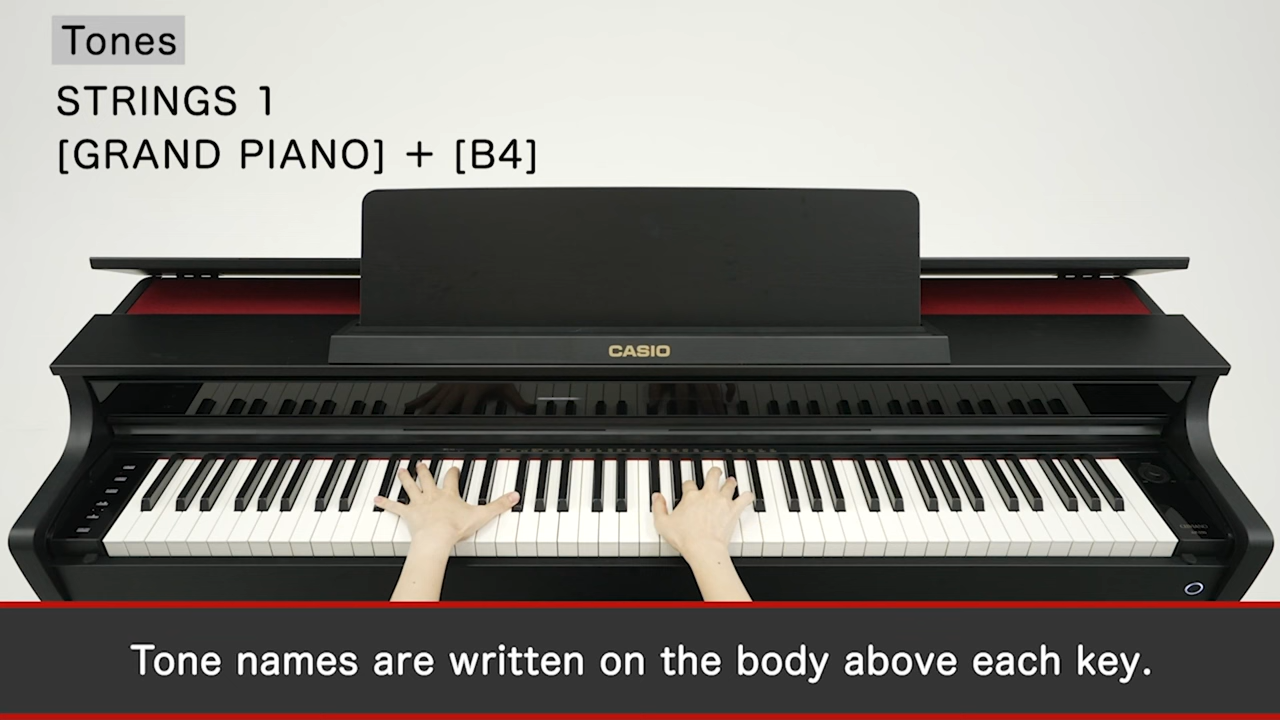 Tones
STRINGS 1
[GRAND PIANO] + [B4]
CASIO
Tone names are written on the body above each key.